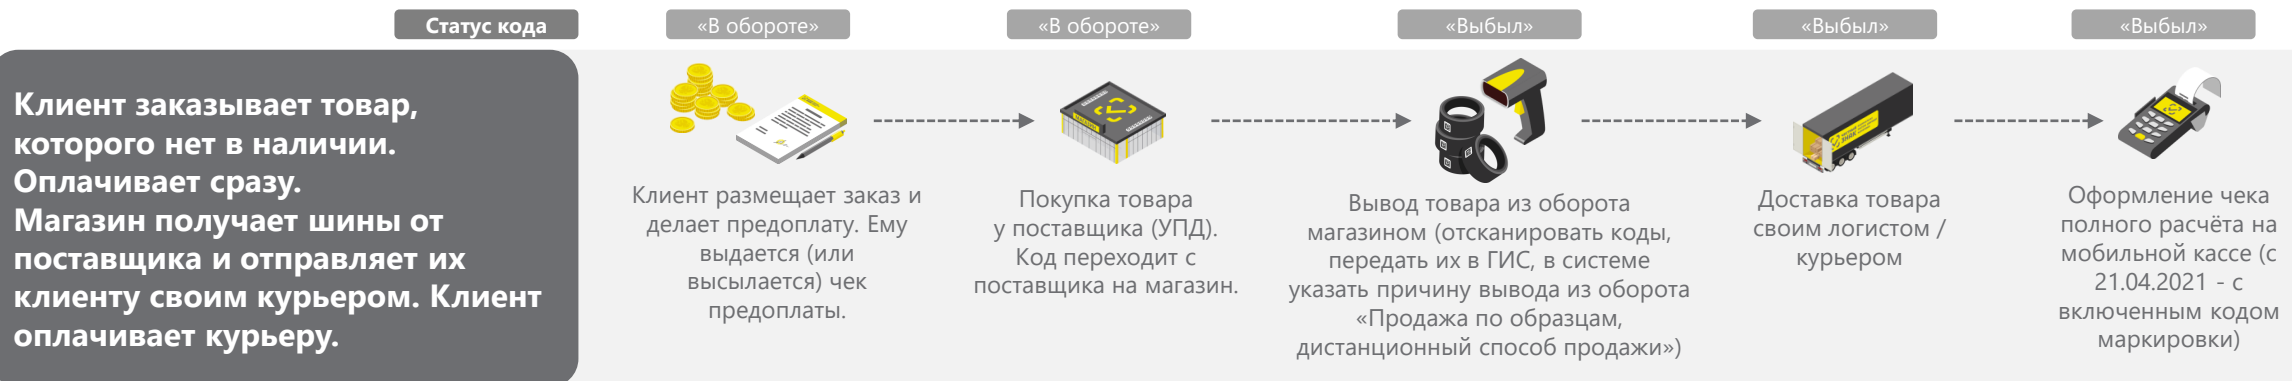 Статус кода
«В обороте»
«В обороте»
«Выбыл»
«Выбыл»
«Выбыл»
Клиент заказывает товар,
которого нет в наличии.
Оплачивает сразу.
Магазин получает шины от
поставщика и отправляет их
клиенту своим курьером. Клиент
оплачивает курьеру.
Клиент размещает заказ и
делает предоплату. Ему
выдается (или
высылается) чек
предоплаты.
Покупка товара
у поставщика (УПД).
Код переходит с
поставщика на магазин.
Вывод товара из оборота
магазином (отсканировать коды,
передать их в ГИС, в системе
указать причину вывода из оборота
«Продажа по образцам,
дистанционный способ продажи»)
Доставка товара
своим логистом /
курьером
Оформление чека
полного расчёта на
мобильной кассе (с
21.04.2021 - с
включенным кодом
маркировки)